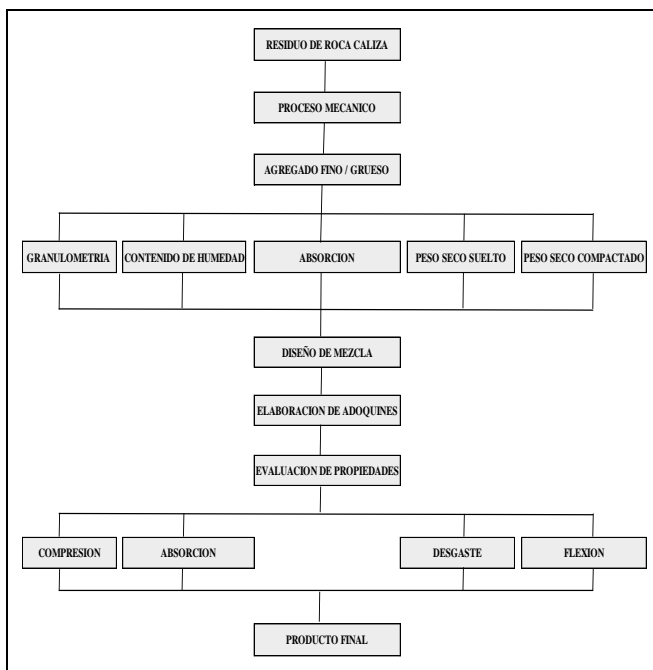 RESIDUO DE ROCA CALIZA
PROCESO MECANICO
AGREGADO FINO / GRUESO
GRANULOMETRIA
CONTENIDO DE HUMEDAD
ABSORCION
PESO SECO SUELTO
PESO SECO COMPACTADO
DISEÑO DE MEZCLA
ELABORACION DE ADOQUINES
EVALUACION DE PROPIEDADES
COMPRESION
ABSORCION
DESGASTE
FLEXION
PRODUCTO FINAL